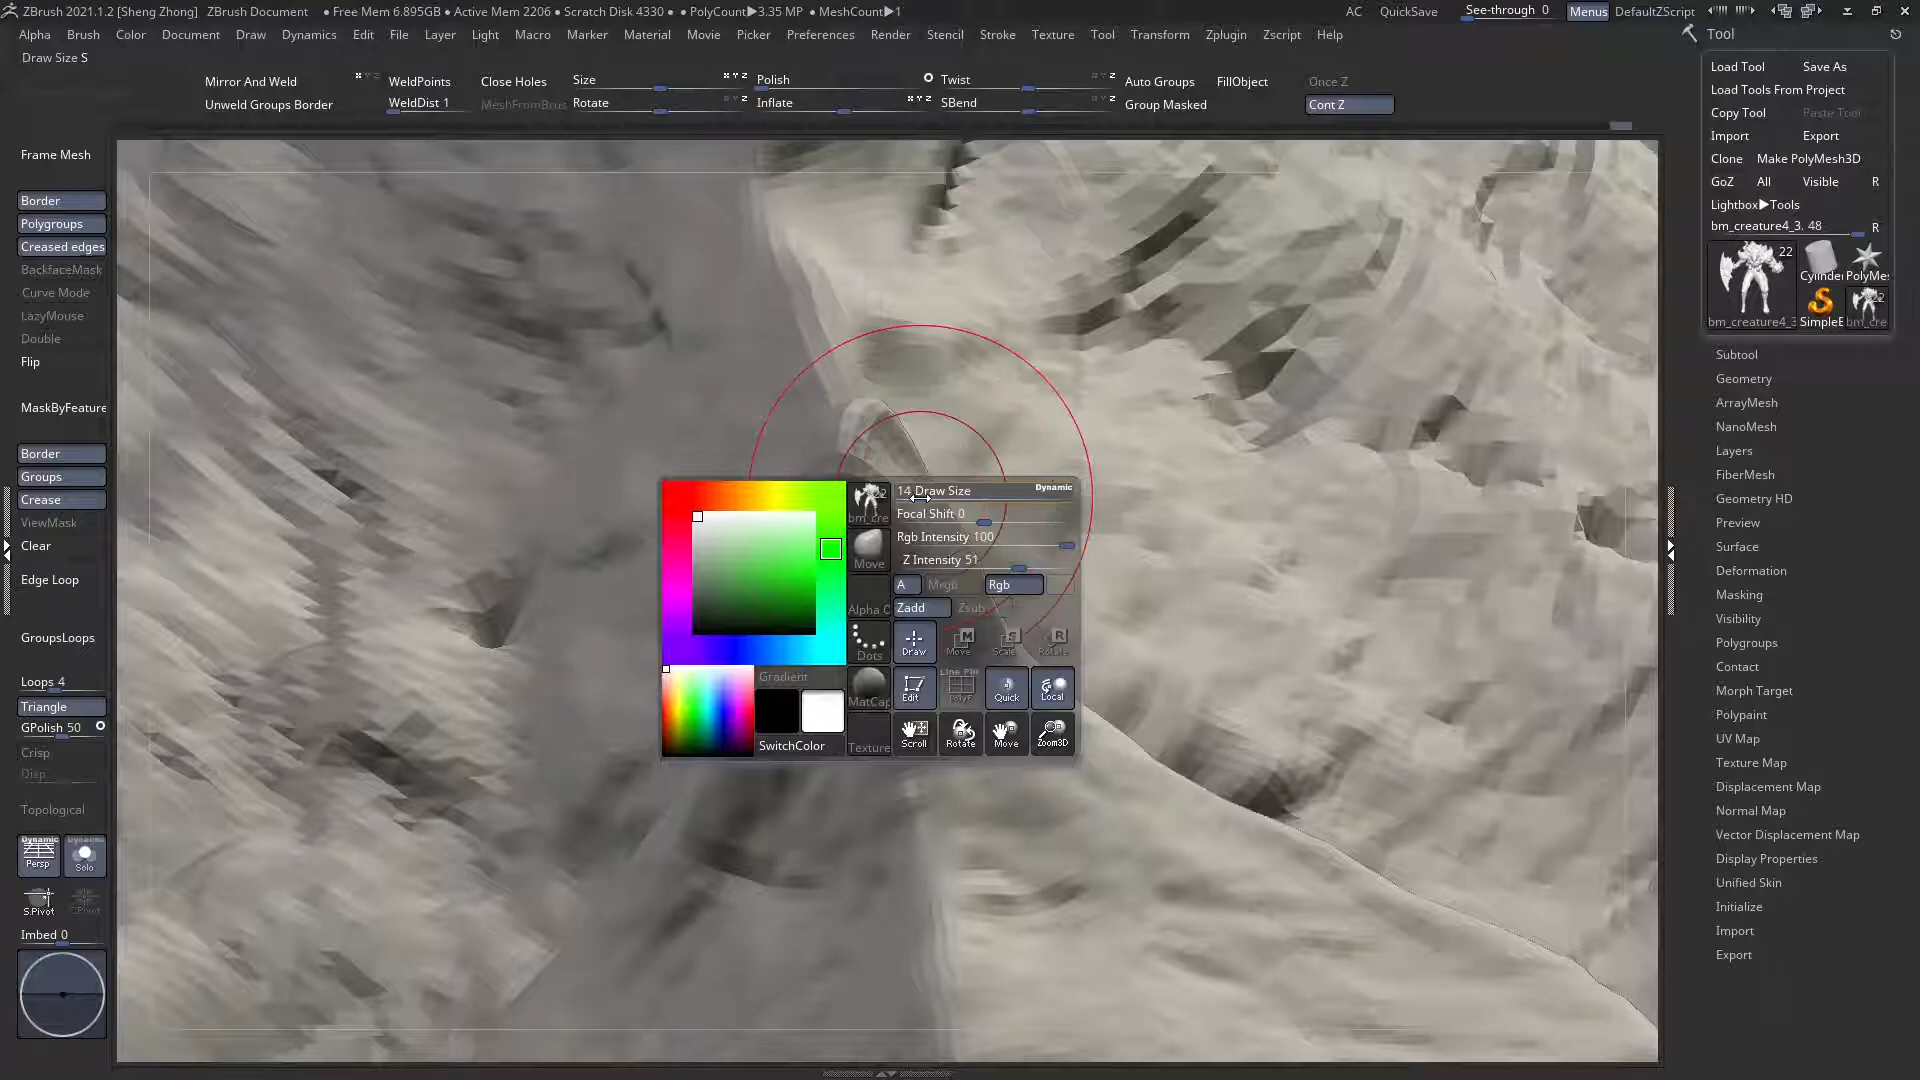 ZBrush 2021.1.2 [Sheng Zhong] ZBrush Document • Free Mem 6.895GB • Active Mem 2206 • Scratch Disk 4330 • • PolyCount▶3.35 MP • MeshCount▶1 AC QuickSave See-through 0 Menus DefaultZScript
Alpha Brush Color Document Draw Dynamics Edit File Layer Light Macro Marker Material Movie Picker Preferences Render Stencil Stroke Texture Tool Transform Zplugin Zscript Help
Draw Size S
Mirror And Weld WeldPoints Close Holes Size Polish Twist Auto Groups FillObject Once Z
Unweld Groups Border WeldDist 1 MeshFromBrus Rotate Inflate SBend Group Masked Cont Z
Frame Mesh
Border
Polygroups
Creased edges
BackfaceMask
Curve Mode
LazyMouse
Double
Flip
MaskByFeature
Border
Groups
Crease
ViewMask
Clear
Edge Loop
GroupsLoops
Loops 4
Triangle
GPolish 50
Crisp
Disp
Topological
Dynamic
Persp
Solo
S.Pivot
Imbed 0
14 Draw Size Dynamic
Focal Shift 0
Rgb Intensity 100
Z Intensity 51
A Mrgb Rgb
Zadd Zsub
22
bm_cre
Move
Alpha O
Dots
MatCap
Texture
Draw Move Scale Rotate
Line Fill
Edit PolyF Quick Local
Scroll Rotate Move Zoom3D
Gradient
SwitchColor
Tool
Load Tool Save As
Load Tools From Project
Copy Tool Paste Tool
Import Export
Clone Make PolyMesh3D
GoZ All Visible R
Lightbox▶Tools
bm_creature4_3. 48 R
22
Cylinder PolyMes
22
bm_creature4_3 SimpleE bm_cre
Subtool
Geometry
ArrayMesh
NanoMesh
Layers
FiberMesh
Geometry HD
Preview
Surface
Deformation
Masking
Visibility
Polygroups
Contact
Morph Target
Polypaint
UV Map
Texture Map
Displacement Map
Normal Map
Vector Displacement Map
Display Properties
Unified Skin
Initialize
Import
Export